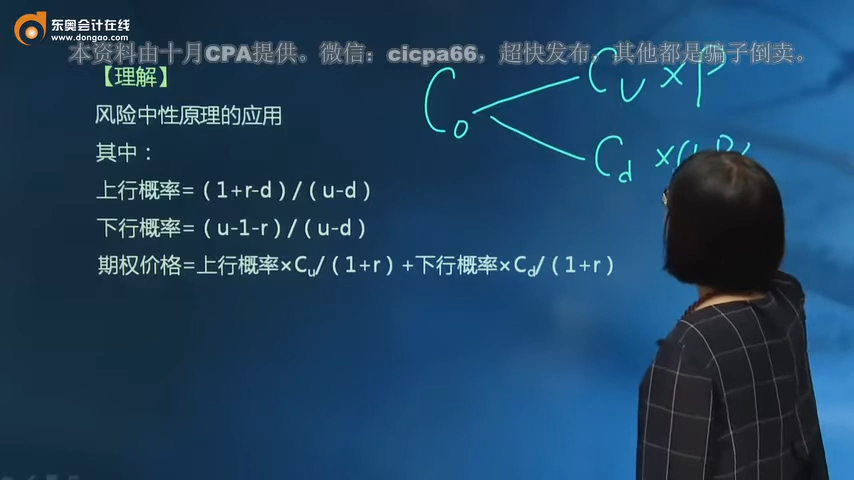 东奥会计在线
www.dongao.com
本资料由十月CPA提供。微信：cicpa66，超快发布，其他都是骗子倒卖。
【理解】
风险中性原理的应用
其中：
上行概率=（1+r-d）/（u-d）
下行概率=（u-1-r）/（u-d）
期权价格=上行概率×Cu/（1+r）+下行概率×Cd/（1+r）
C0
CU×P
Cd×(1-P)